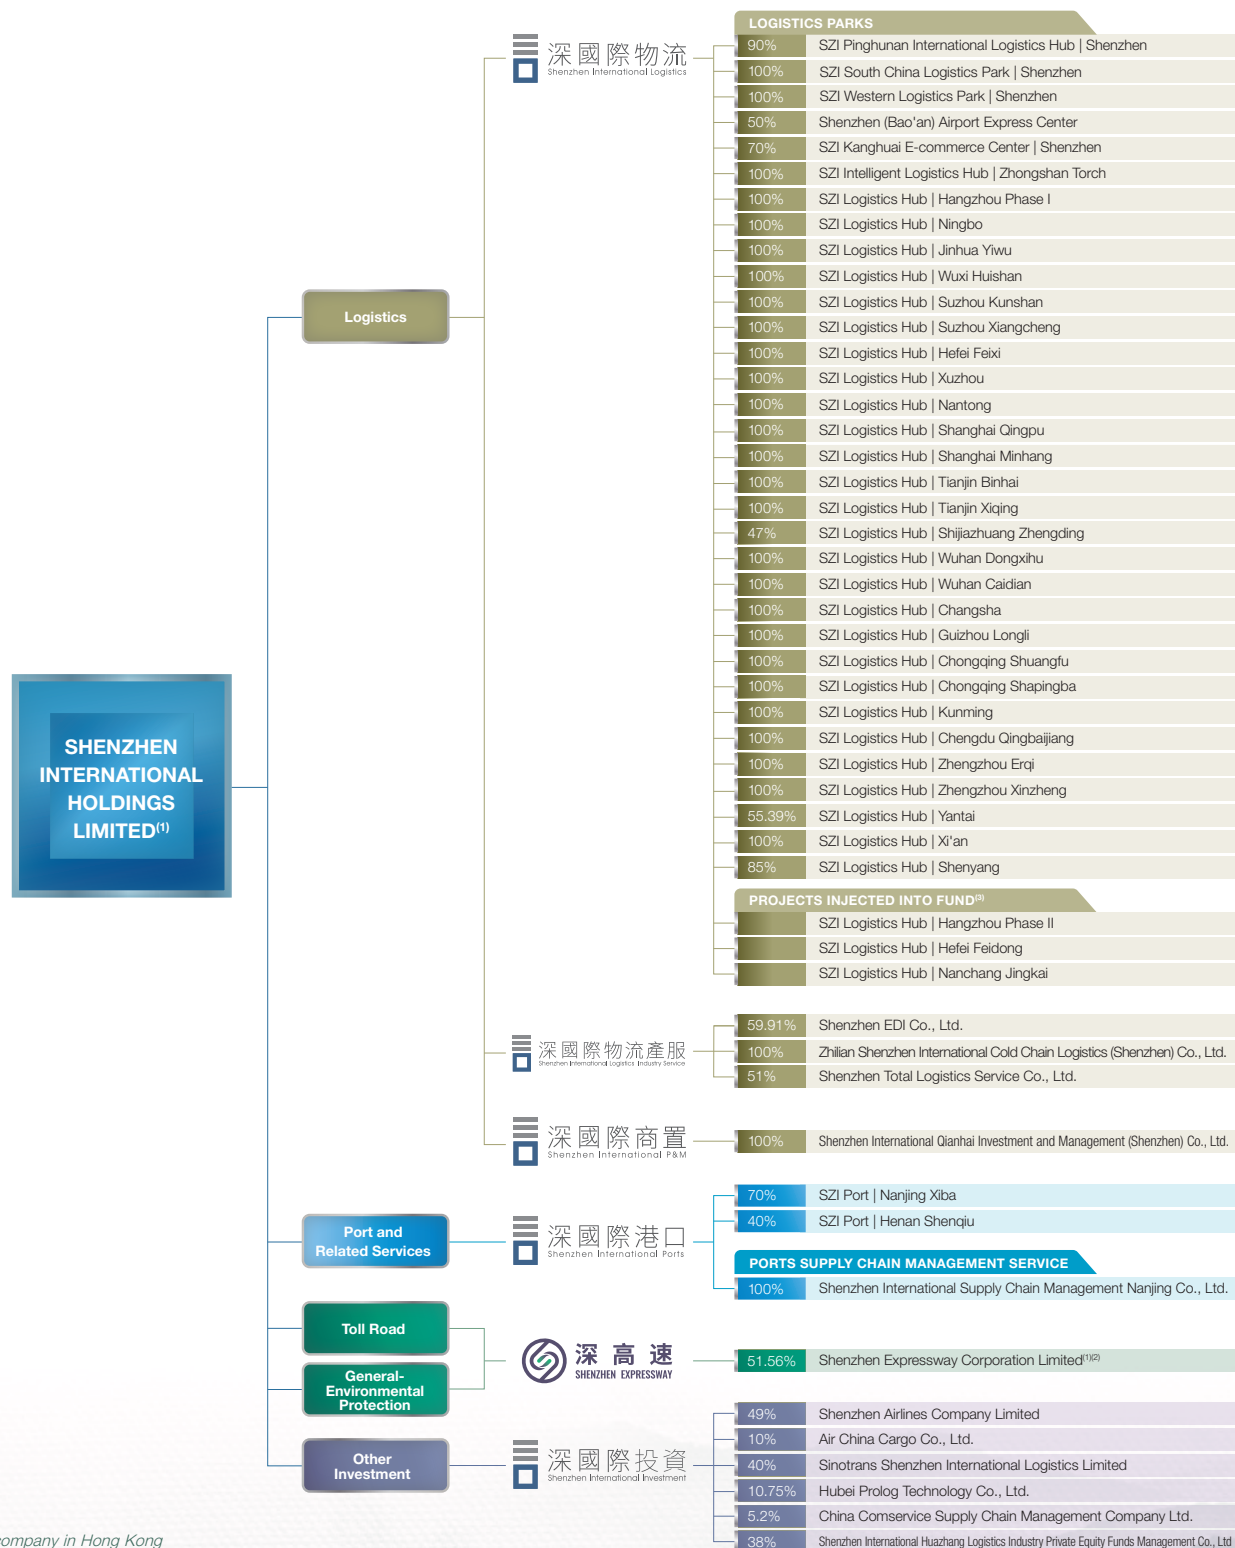 SHENZHEN
INTERNATIONAL
HOLDINGS
LIMITED(1)
Logistics
深國際物流
Shenzhen International Logistics
LOGISTICS PARKS
90% SZI Pinghunan International Logistics Hub | Shenzhen
100% SZI South China Logistics Park | Shenzhen
100% SZI Western Logistics Park | Shenzhen
50% Shenzhen (Bao'an) Airport Express Center
70% SZI Kanghuai E-commerce Center | Shenzhen
100% SZI Intelligent Logistics Hub | Zhongshan Torch
100% SZI Logistics Hub | Hangzhou Phase I
100% SZI Logistics Hub | Ningbo
100% SZI Logistics Hub | Jinhua Yiwu
100% SZI Logistics Hub | Wuxi Huishan
100% SZI Logistics Hub | Suzhou Kunshan
100% SZI Logistics Hub | Suzhou Xiangcheng
100% SZI Logistics Hub | Hefei Feixi
100% SZI Logistics Hub | Xuzhou
100% SZI Logistics Hub | Nantong
100% SZI Logistics Hub | Shanghai Qingpu
100% SZI Logistics Hub | Shanghai Minhang
100% SZI Logistics Hub | Tianjin Binhai
100% SZI Logistics Hub | Tianjin Xiqing
47% SZI Logistics Hub | Shijiazhuang Zhengding
100% SZI Logistics Hub | Wuhan Dongxihu
100% SZI Logistics Hub | Wuhan Caidian
100% SZI Logistics Hub | Changsha
100% SZI Logistics Hub | Guizhou Longli
100% SZI Logistics Hub | Chongqing Shuangfu
100% SZI Logistics Hub | Chongqing Shapingba
100% SZI Logistics Hub | Kunming
100% SZI Logistics Hub | Chengdu Qingbaijiang
100% SZI Logistics Hub | Zhengzhou Erqi
100% SZI Logistics Hub | Zhengzhou Xinzheng
55.39% SZI Logistics Hub | Yantai
100% SZI Logistics Hub | Xi'an
85% SZI Logistics Hub | Shenyang
PROJECTS INJECTED INTO FUND(3)
SZI Logistics Hub | Hangzhou Phase II
SZI Logistics Hub | Hefei Feidong
SZI Logistics Hub | Nanchang Jingkai
深國際物流產服
Shenzhen International Logistics Industry Service
59.91% Shenzhen EDI Co., Ltd.
100% Zhilian Shenzhen International Cold Chain Logistics (Shenzhen) Co., Ltd.
51% Shenzhen Total Logistics Service Co., Ltd.
深國際商置
Shenzhen International P&M
100% Shenzhen International Qianhai Investment and Management (Shenzhen) Co., Ltd.
Port and
Related Services
深國際港口
Shenzhen International Ports
70% SZI Port | Nanjing Xiba
40% SZI Port | Henan Shenqiu
PORTS SUPPLY CHAIN MANAGEMENT SERVICE
100% Shenzhen International Supply Chain Management Nanjing Co., Ltd.
Toll Road
General-
Environmental
Protection
深高速
SHENZHEN EXPRESSWAY
51.56% Shenzhen Expressway Corporation Limited(1)(2)
Other
Investment
深國際投資
Shenzhen International Investment
49% Shenzhen Airlines Company Limited
10% Air China Cargo Co., Ltd.
40% Sinotrans Shenzhen International Logistics Limited
10.75% Hubei Prolog Technology Co., Ltd.
5.2% China Comservice Supply Chain Management Company Ltd.
38% Shenzhen International Huazhang Logistics Industry Private Equity Funds Management Co., Ltd
company in Hong Kong